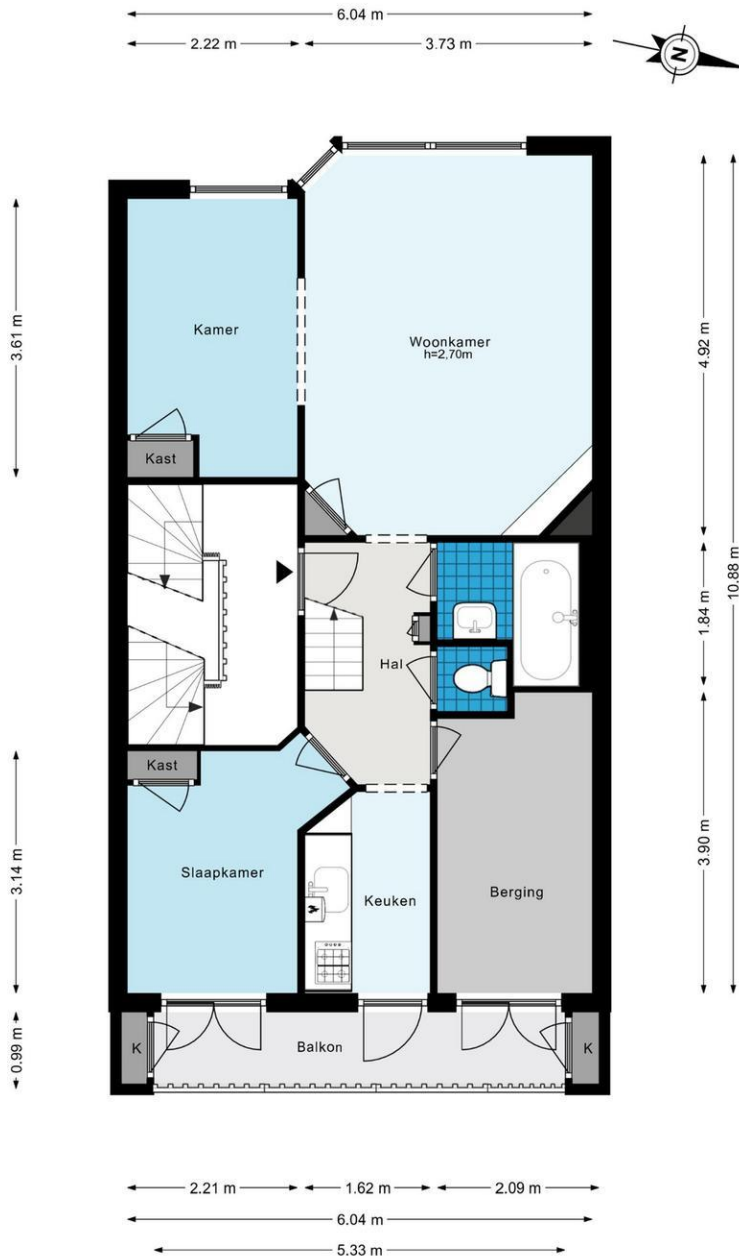 6.04 m
2.22 m
3.73 m
N
3.61 m
4.92 m
10.88 m
Kamer
Woonkamer
h=2,70m
Kast
1.84 m
Hal
Kast
3.14 m
Slaapkamer
Keuken
Berging
3.90 m
0.99 m
K
Balkon
K
2.21 m
1.62 m
2.09 m
6.04 m
5.33 m